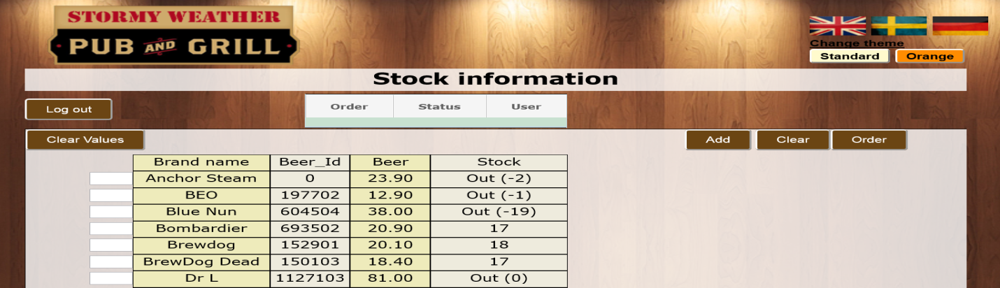 STORMY WEATHER
PUB AND GRILL
Change theme
Standard Orange
Stock information
Log out
Order Status User
Clear Values
Add Clear Order
Brand name Beer_Id Beer Stock
Anchor Steam 0 23.90 Out (-2)
BEO 197702 12.90 Out (-1)
Blue Nun 604504 38.00 Out (-19)
Bombardier 693502 20.90 17
Brewdog 152901 20.10 18
BrewDog Dead 150103 18.40 17
Dr L 1127103 81.00 Out (0)